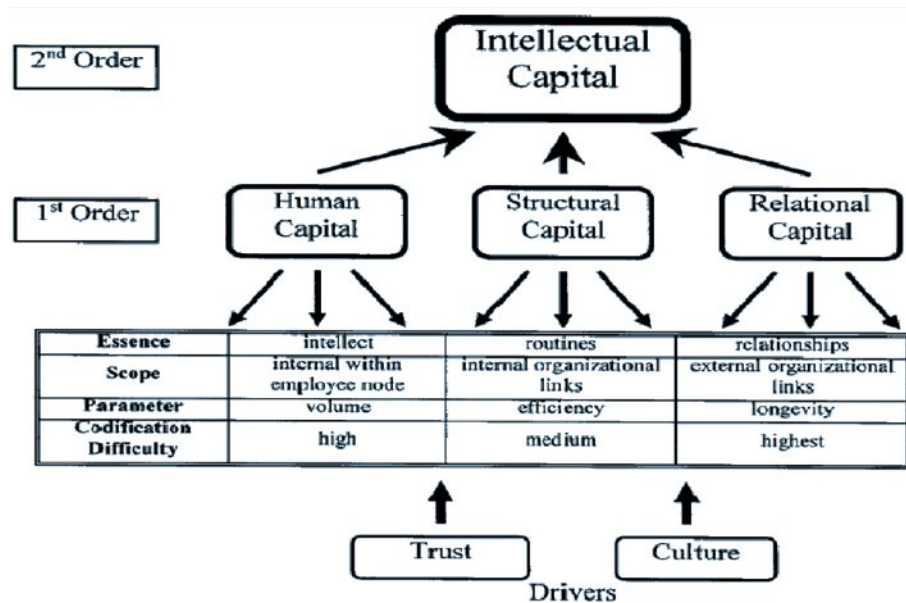 2nd Order
Intellectual
Capital
1st Order
Human
Capital
Structural
Capital
Relational
Capital
Essence intellect routines relationships
Scope internal within employee node internal organizational links external organizational links
Parameter volume efficiency longevity
Codification Difficulty high medium highest
Trust
Culture
Drivers